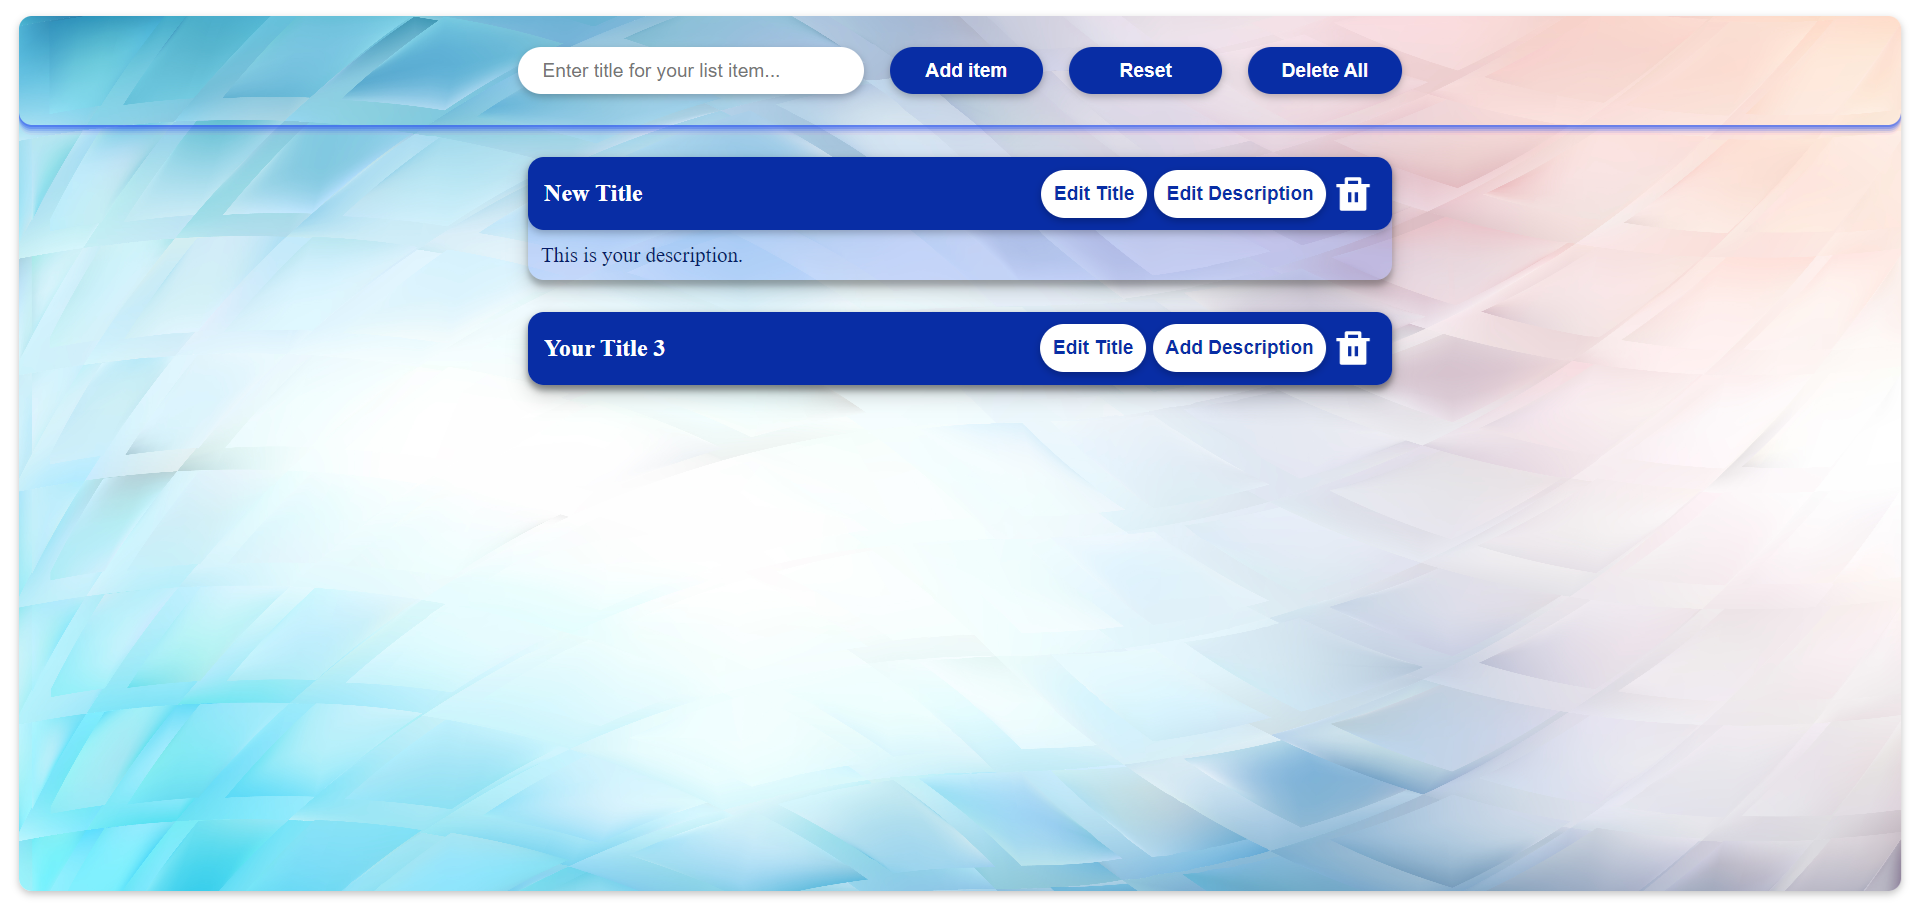 Enter title for your list item... Add item Reset Delete All
New Title Edit Title Edit Description
This is your description.
Your Title 3 Edit Title Add Description